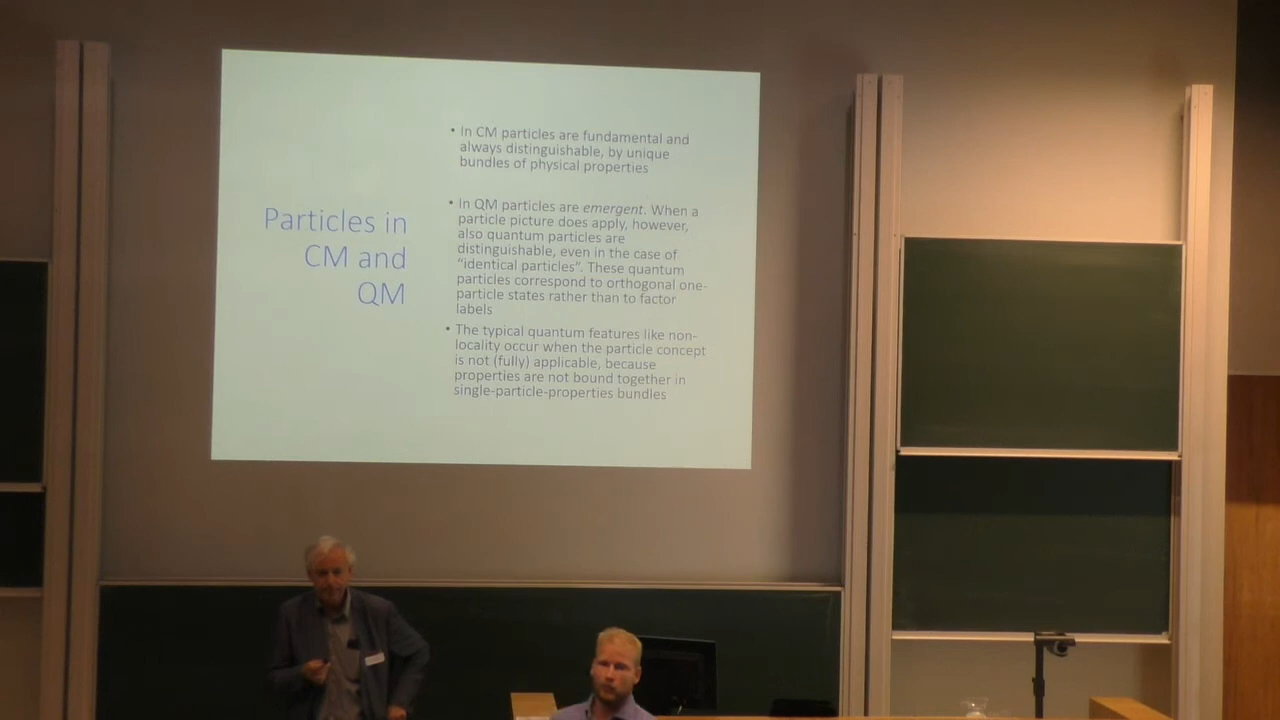 Particles in
CM and
QM
• In CM particles are fundamental and
always distinguishable, by unique
bundles of physical properties
• In QM particles are emergent. When a
particle picture does apply, however,
also quantum particles are
distinguishable, even in the case of
“identical particles”. These quantum
particles correspond to orthogonal one-
particle states rather than to factor
labels
• The typical quantum features like non-
locality occur when the particle concept
is not (fully) applicable, because
properties are not bound together in
single-particle-properties bundles